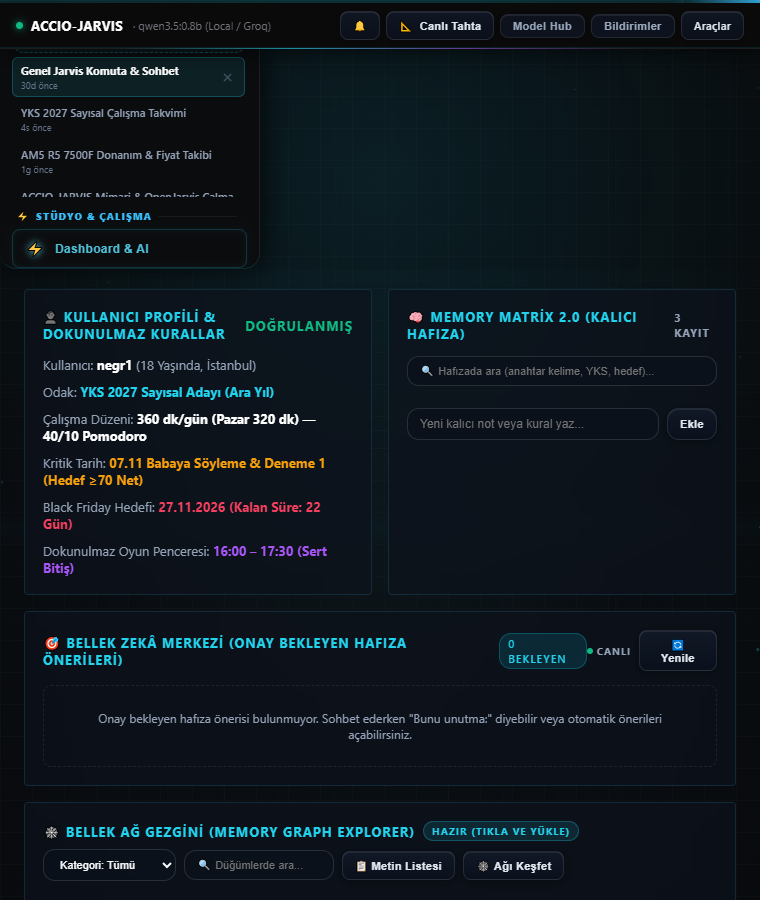 ACCIO-JARVIS · qwen3.5:0.8b (Local / Groq) Canlı Tahta Model Hub Bildirimler Araçlar
Genel Jarvis Komuta & Sohbet
30d önce
YKS 2027 Sayısal Çalışma Takvimi
4s önce
AM5 R5 7500F Donanım & Fiyat Takibi
1g önce
ACCIO-JARVIS Mimari & OpenJarvis Çalma
STÜDYO & ÇALIŞMA
Dashboard & AI
KULLANICI PROFİLİ &
DOKUNULMAZ KURALLAR
DOĞRULANMIŞ
Kullanıcı: negr1 (18 Yaşında, İstanbul)
Odak: YKS 2027 Sayısal Adayı (Ara Yıl)
Çalışma Düzeni: 360 dk/gün (Pazar 320 dk) —
40/10 Pomodoro
Kritik Tarih: 07.11 Babaya Söyleme & Deneme 1
(Hedef ≥70 Net)
Black Friday Hedefi: 27.11.2026 (Kalan Süre: 22
Gün)
Dokunulmaz Oyun Penceresi: 16:00 – 17:30 (Sert
Bitiş)
MEMORY MATRİX 2.0 (KALICI
HAFIZA)
3
KAYIT
Hafızada ara (anahtar kelime, YKS, hedef)...
Yeni kalıcı not veya kural yaz... Ekle
BELLEK ZEKÂ MERKEZİ (ONAY BEKLEYEN HAFIZA
ÖNERİLERİ)
0
BEKLEYEN
CANLI
Yenile
Onay bekleyen hafıza önerisi bulunmuyor. Sohbet ederken "Bunu unutma:" diyebilir veya otomatik önerileri
açabilirsiniz.
BELLEK AĞ GEZGİNİ (MEMORY GRAPH EXPLORER) HAZIR (TIKLA VE YÜKLE)
Kategori: Tümü Düğümlerde ara... Metin Listesi Ağı Keşfet